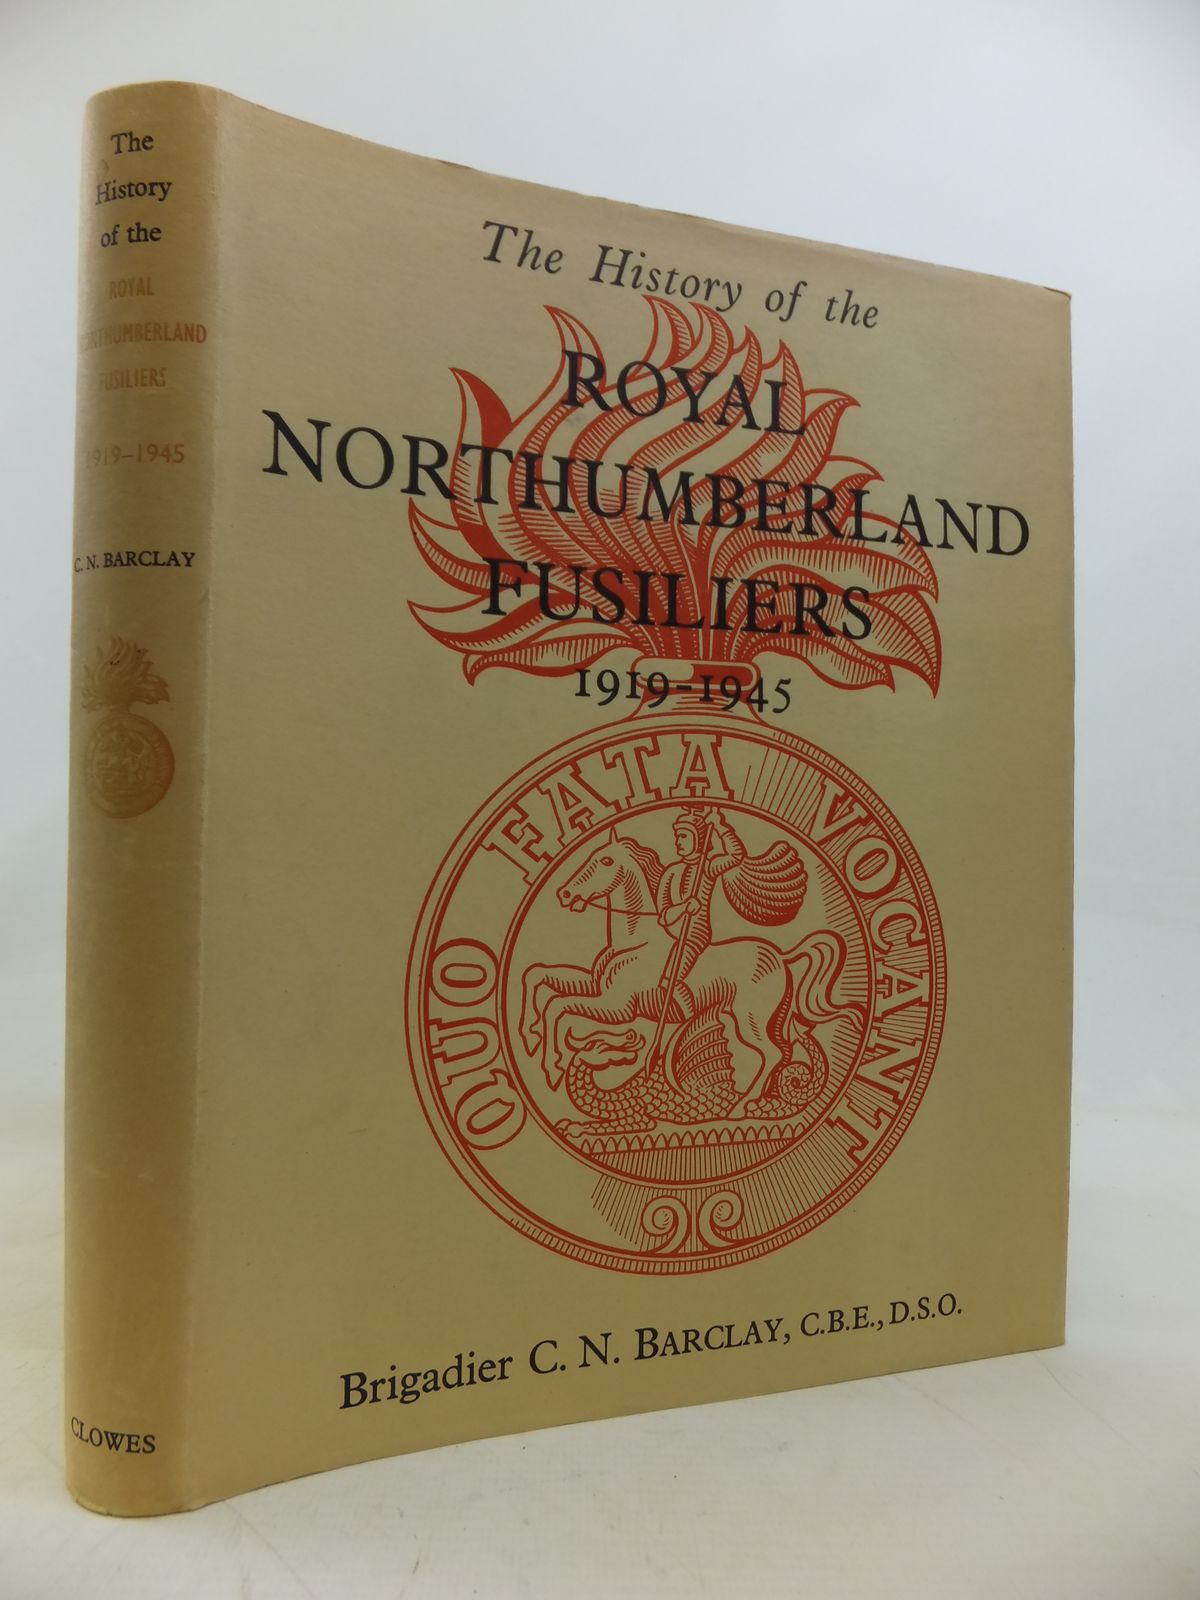 The
History
of the
ROYAL
NORTHUMBERLAND
FUSILIERS
1919–1945
C. N. BARCLAY
CLOWES
The History of the
ROYAL
NORTHUMBERLAND
FUSILIERS
1919-1945
QUO FATA VOCANT
Brigadier C. N. BARCLAY, C.B.E., D.S.O.